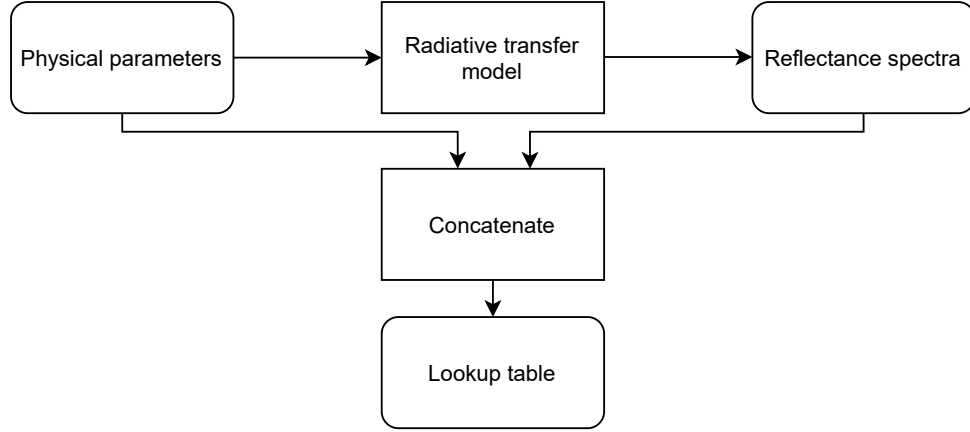 Physical parameters
Radiative transfer
model
Reflectance spectra
Concatenate
Lookup table